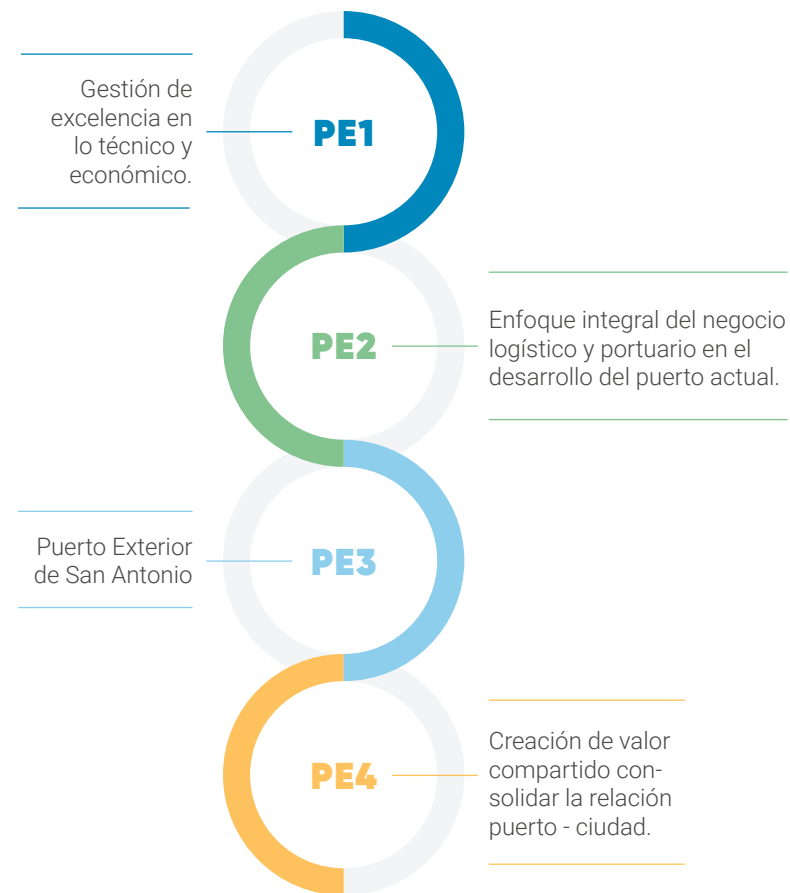 Gestión de
excelencia en
lo técnico y
económico.
PE1
PE2
Enfoque integral del negocio
logístico y portuario en el
desarrollo del puerto actual.
Puerto Exterior
de San Antonio
PE3
PE4
Creación de valor
compartido con-
solidar la relación
puerto - ciudad.